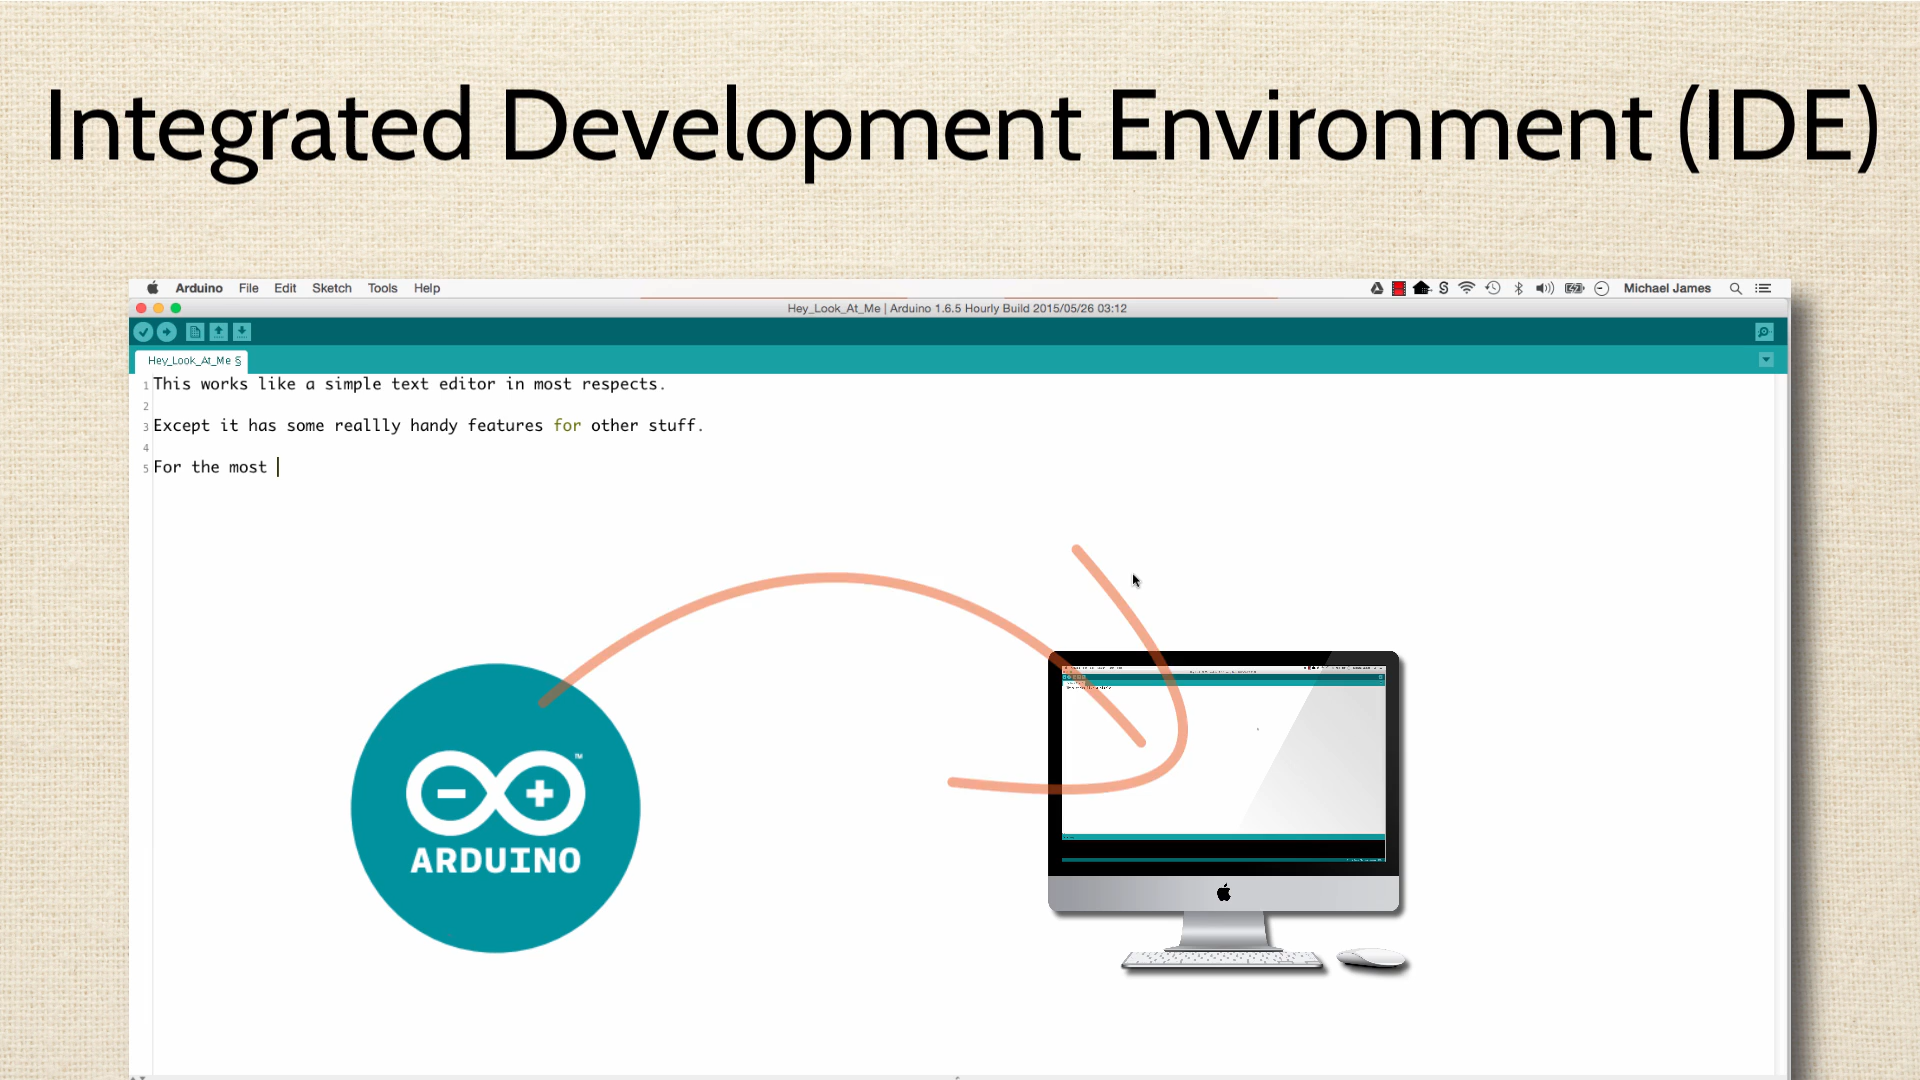 Integrated Development Environment (IDE)
Arduino File Edit Sketch Tools Help Michael James
Hey_Look_At_Me | Arduino 1.6.5 Hourly Build 2015/05/26 03:12
Hey_Look_At_Me §
1 This works like a simple text editor in most respects.
2
3 Except it has some reallly handy features for other stuff.
4
5 For the most
ARDUINO
TM